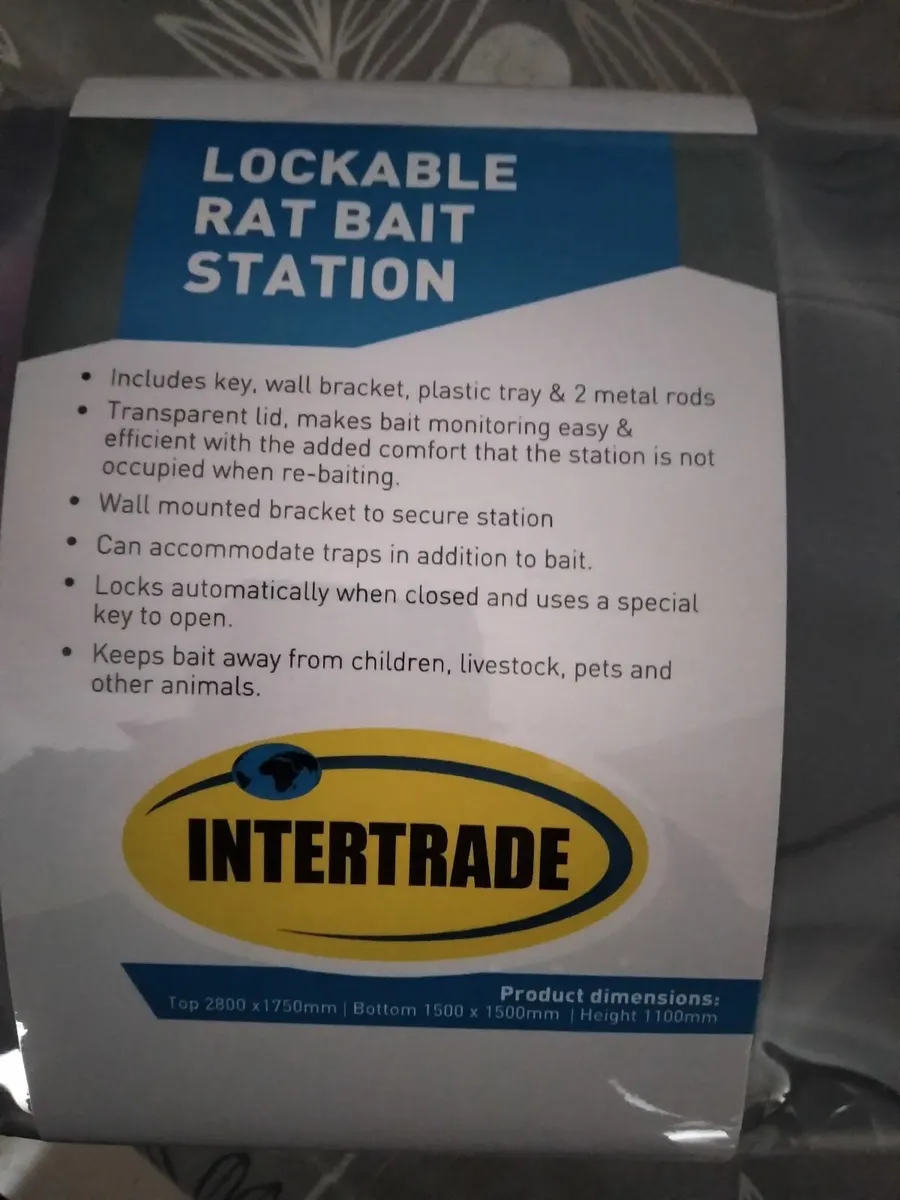 LOCKABLE
RAT BAIT
STATION
• Includes key, wall bracket, plastic tray & 2 metal rods
• Transparent lid, makes bait monitoring easy &
efficient with the added comfort that the station is not
occupied when re-baiting.
• Wall mounted bracket to secure station
• Can accommodate traps in addition to bait.
• Locks automatically when closed and uses a special
key to open.
• Keeps bait away from children, livestock, pets and
other animals.
INTERTRADE
Product dimensions:
Top 2800 x1750mm | Bottom 1500 x 1500mm | Height 1100mm